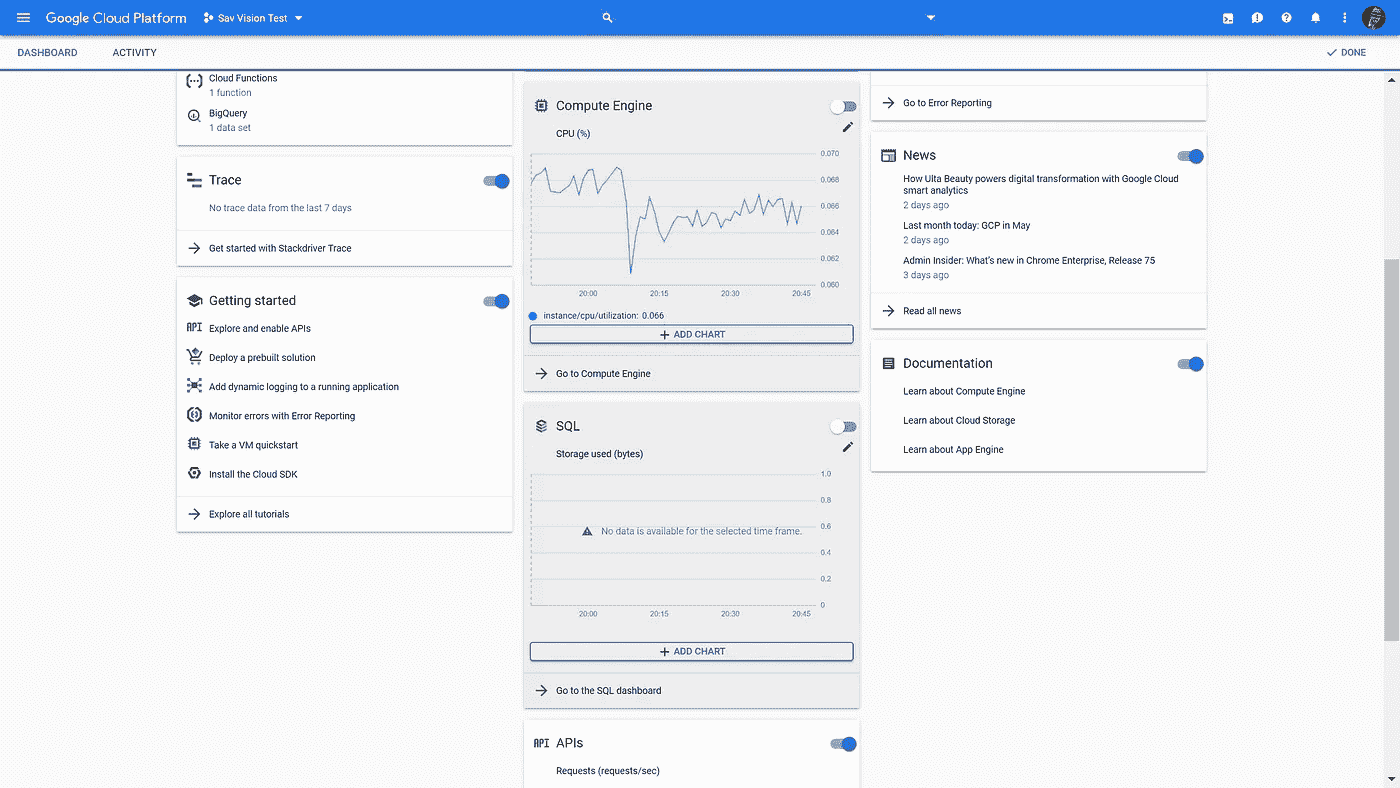 Google Cloud Platform
Sav Vision Test
DASHBOARD
ACTIVITY
DONE
Cloud Functions
1 function
BigQuery
1 data set
Trace
No trace data from the last 7 days
Get started with Stackdriver Trace
Getting started
API
Explore and enable APIs
Deploy a prebuilt solution
Add dynamic logging to a running application
Monitor errors with Error Reporting
Take a VM quickstart
Install the Cloud SDK
Explore all tutorials
Compute Engine
CPU (%)
0.070
0.068
0.066
0.064
0.062
0.060
20:00
20:15
20:30
20:45
instance/cpu/utilization: 0.066
ADD CHART
Go to Compute Engine
SQL
Storage used (bytes)
1.0
0.8
0.6
No data is available for the selected time frame.
0.4
0.2
0
20:00
20:15
20:30
20:45
ADD CHART
Go to the SQL dashboard
API
APIs
Requests (requests/sec)
Go to Error Reporting
News
How Ulta Beauty powers digital transformation with Google Cloud
smart analytics
2 days ago
Last month today: GCP in May
2 days ago
Admin Insider: What's new in Chrome Enterprise, Release 75
3 days ago
Read all news
Documentation
Learn about Compute Engine
Learn about Cloud Storage
Learn about App Engine